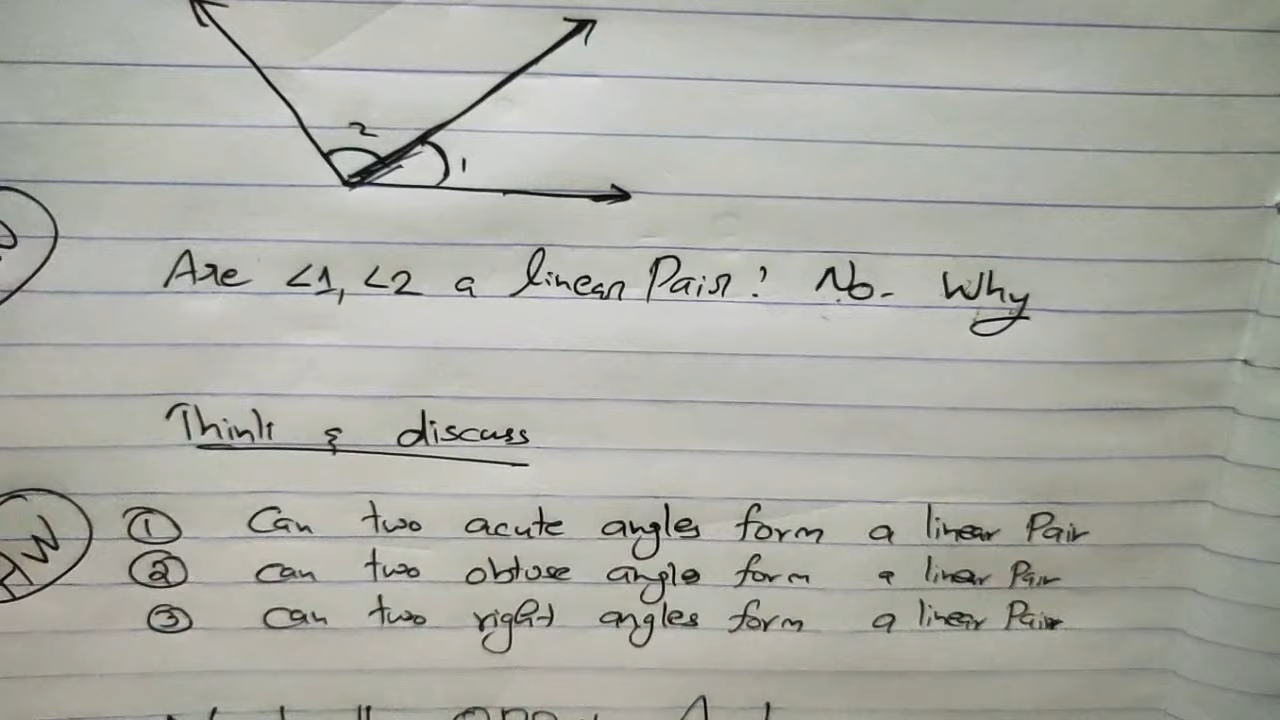 2
1
Are <1, <2 a linear Pair? No. Why
Think & discuss
HW
① Can two acute angles form a linear Pair
② can two obtuse angle form a linear Pair
③ can two right angles form a linear Pair